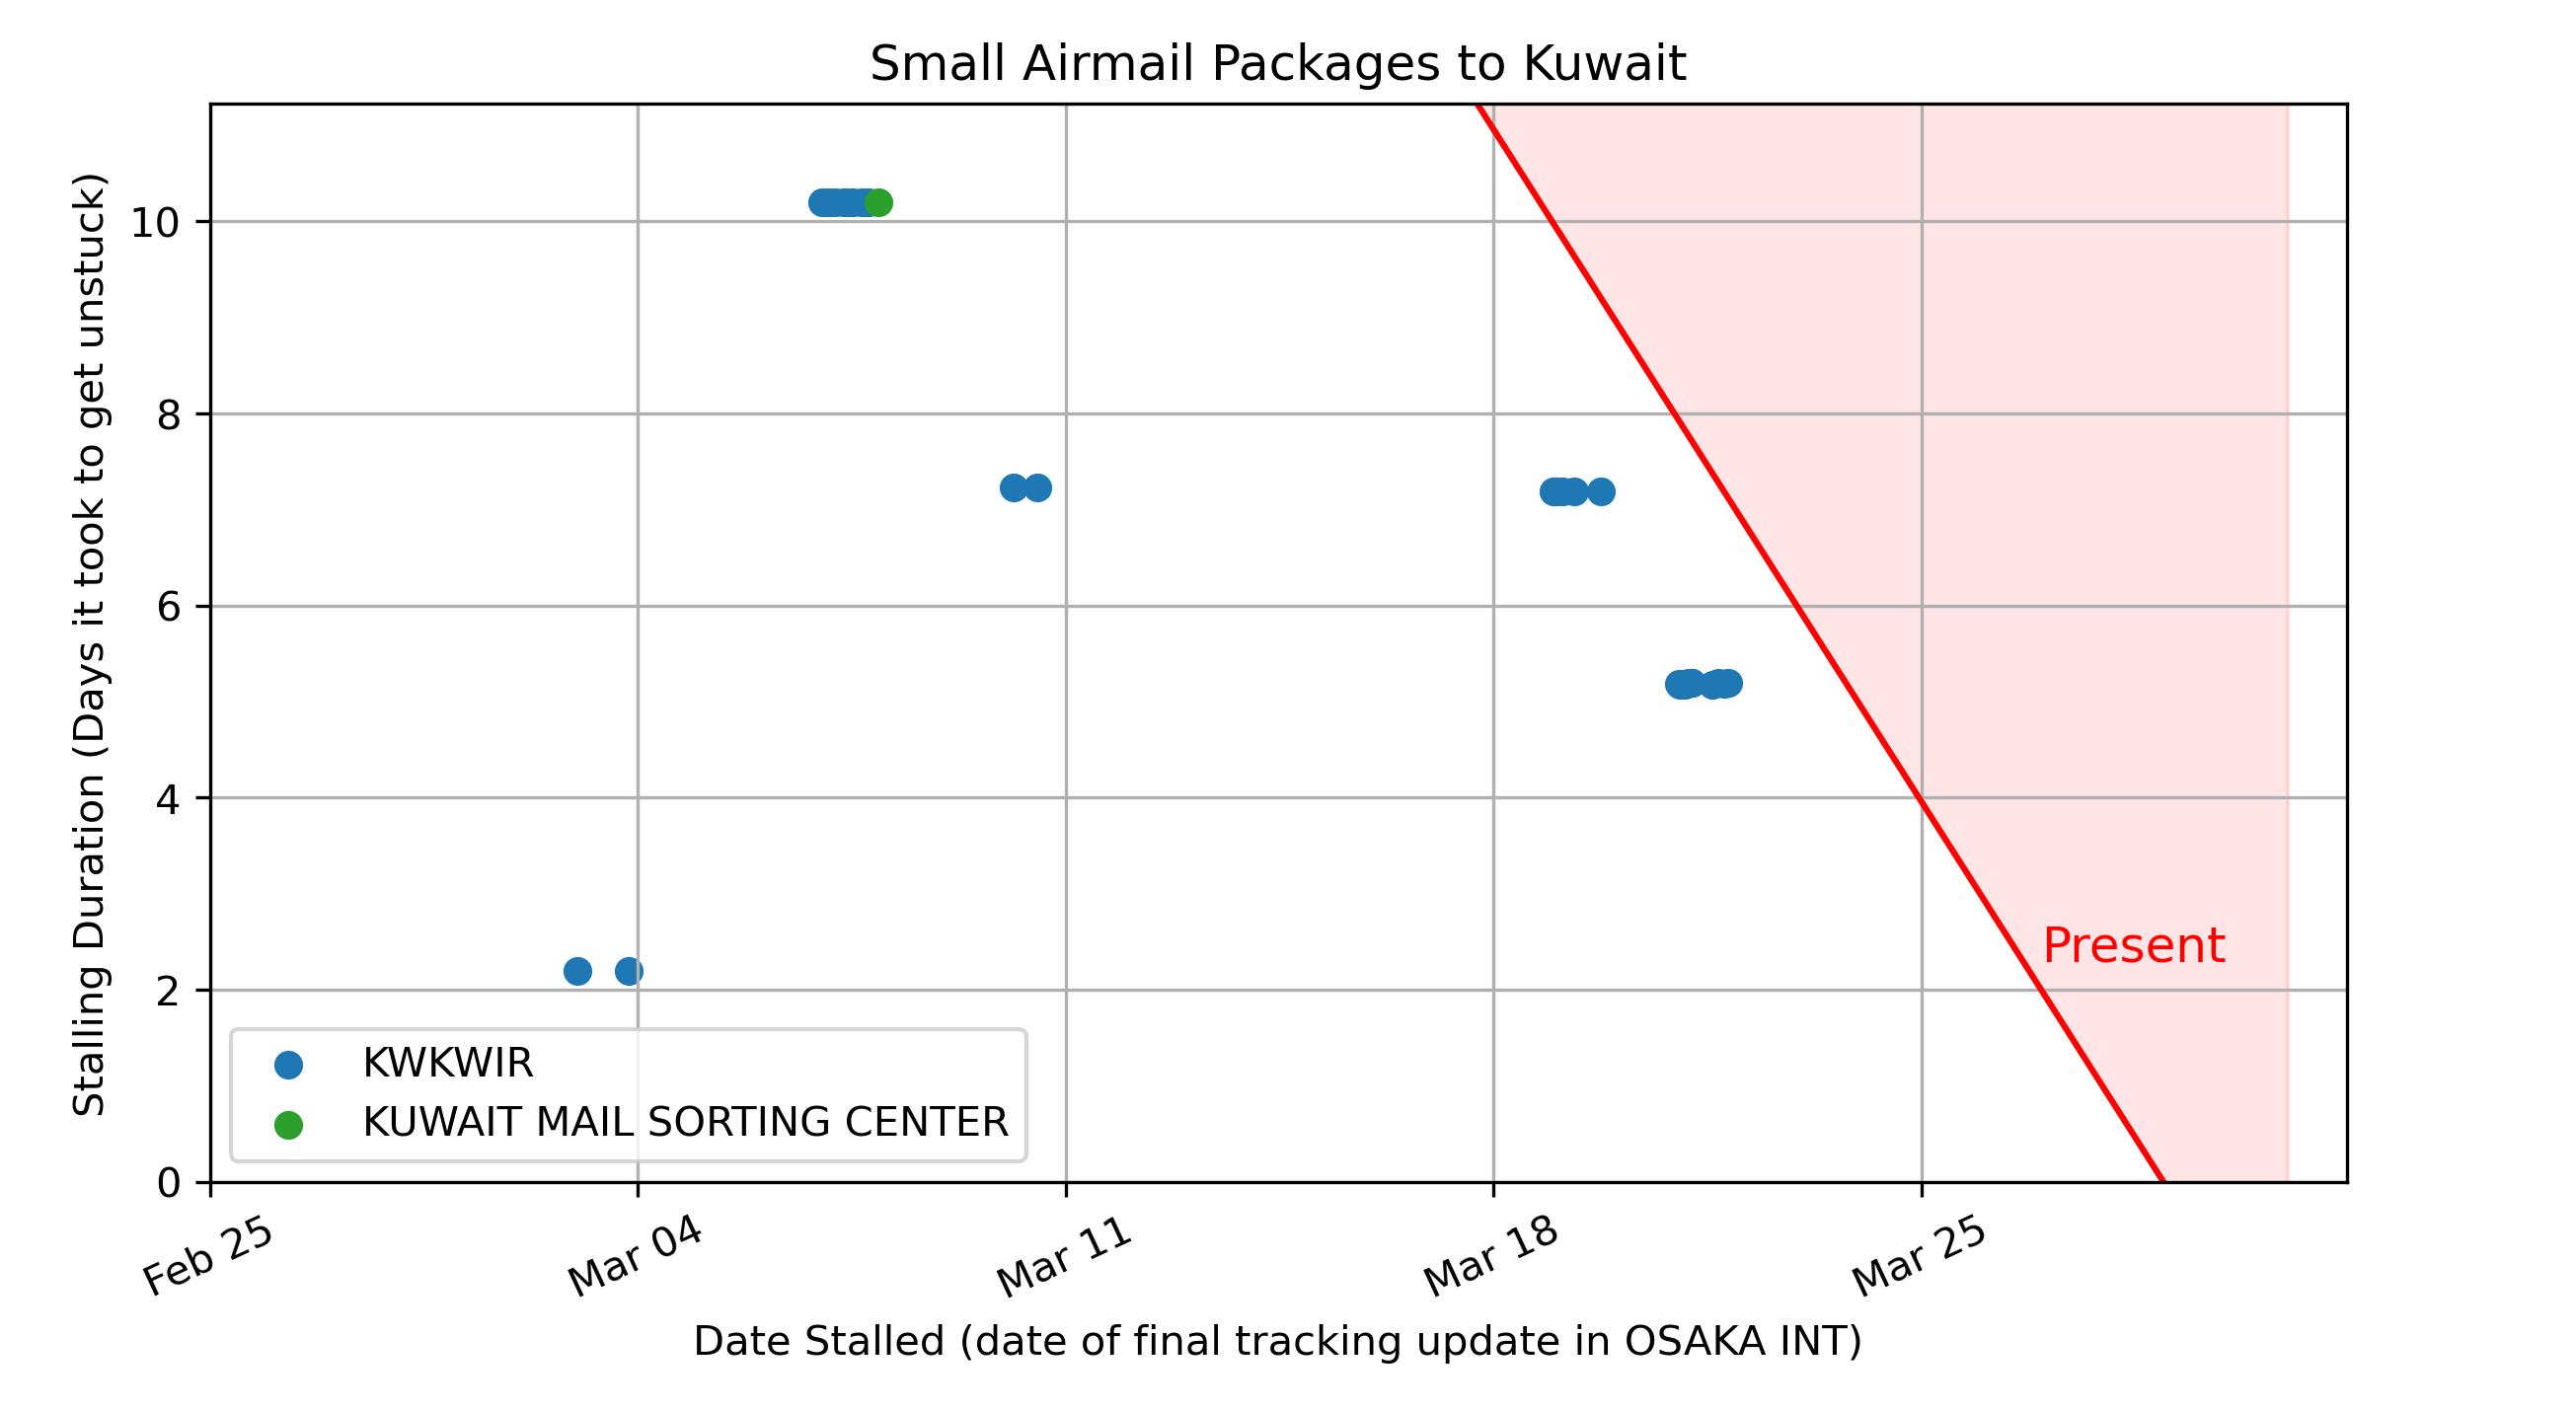 Small Airmail Packages to Kuwait
Stalling Duration (Days it took to get unstuck)
10
8
6
4
2
0
Present
KWKWIR
KUWAIT MAIL SORTING CENTER
Feb 25
Mar 04
Mar 11
Mar 18
Mar 25
Date Stalled (date of final tracking update in OSAKA INT)